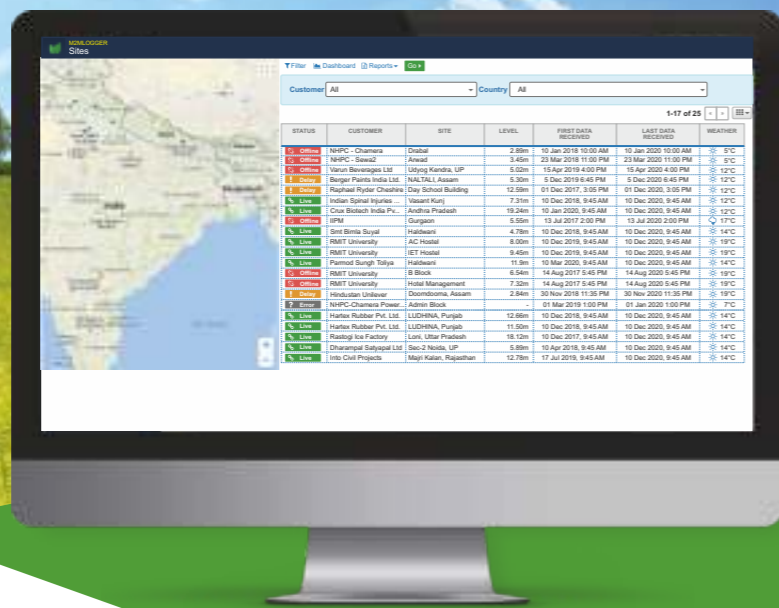 M2MLOGGER
Sites
Filter Dashboard Reports Go
Customer All Country All
1-17 of 25
STATUS CUSTOMER SITE LEVEL FIRST DATA RECEIVED LAST DATA RECEIVED WEATHER
Offline NHPC - Chamera Drabal 2.89m 10 Jan 2018 10:00 AM 10 Jan 2020 10:00 AM 5°C
Offline NHPC - Sewa2 Arwad 3.45m 23 Mar 2018 11:00 PM 23 Mar 2020 11:00 PM 5°C
Offline Varun Beverages Ltd Udyog Kendra, UP 5.02m 15 Apr 2019 4:00 PM 15 Apr 2020 4:00 PM 12°C
Delay Berger Paints India Ltd. NALTALI, Assam 5.30m 5 Dec 2019 6:45 PM 5 Dec 2020 6:45 PM 12°C
Delay Raphael Ryder Cheshire Day School Building 12.59m 01 Dec 2017, 3:05 PM 01 Dec 2020, 3:05 PM 12°C
Live Indian Spinal Injuries ... Vasant Kunj 7.31m 10 Dec 2018, 9:45 AM 10 Dec 2020, 9:45 AM 12°C
Live Crux Biotech India Pv... Andhra Pradesh 19.24m 10 Jan 2020, 9:45 AM 10 Dec 2020, 9:45 AM 12°C
Offline IIPM Gurgaon 5.55m 13 Jul 2017 2:00 PM 13 Jul 2020 2:00 PM 17°C
Live Smt Bimla Suyal Haldwani 4.78m 10 Dec 2018, 9:45 AM 10 Dec 2020, 9:45 AM 14°C
Live RMIT University AC Hostel 8.00m 10 Dec 2019, 9:45 AM 10 Dec 2020, 9:45 AM 19°C
Live RMIT University IET Hostel 9.45m 10 Dec 2019, 9:45 AM 10 Dec 2020, 9:45 AM 19°C
Live Parmod Sungh Toliya Haldwani 11.9m 10 Mar 2020, 9:45 AM 10 Dec 2020, 9:45 AM 14°C
Offline RMIT University B Block 6.54m 14 Aug 2017 5:45 PM 14 Aug 2020 5:45 PM 19°C
Offline RMIT University Hotel Management 7.32m 14 Aug 2017 5:45 PM 14 Aug 2020 5:45 PM 19°C
Delay Hindustan Unilever Doomdooma, Assam 2.84m 30 Nov 2018 11:35 PM 30 Nov 2020 11:35 PM 19°C
Error NHPC-Chamera Power... Admin Block - 01 Mar 2019 1:00 PM 01 Jan 2020 1:00 PM 7°C
Live Hartex Rubber Pvt. Ltd. LUDHINA, Punjab 12.66m 10 Dec 2018, 9:45 AM 10 Dec 2020, 9:45 AM 14°C
Live Hartex Rubber Pvt. Ltd. LUDHINA, Punjab 11.50m 10 Dec 2018, 9:45 AM 10 Dec 2020, 9:45 AM 14°C
Live Rastogi Ice Factory Loni, Uttar Pradesh 18.12m 10 Dec 2017, 9:45 AM 10 Dec 2020, 9:45 AM 14°C
Live Dharampal Satyapal Ltd Sec-2 Noida, UP 5.89m 10 Apr 2018, 9:45 AM 10 Dec 2020, 9:45 AM 14°C
Live Into Civil Projects Majri Kalan, Rajasthan 12.78m 17 Jul 2019, 9:45 AM 10 Dec 2020, 9:45 AM 14°C
India